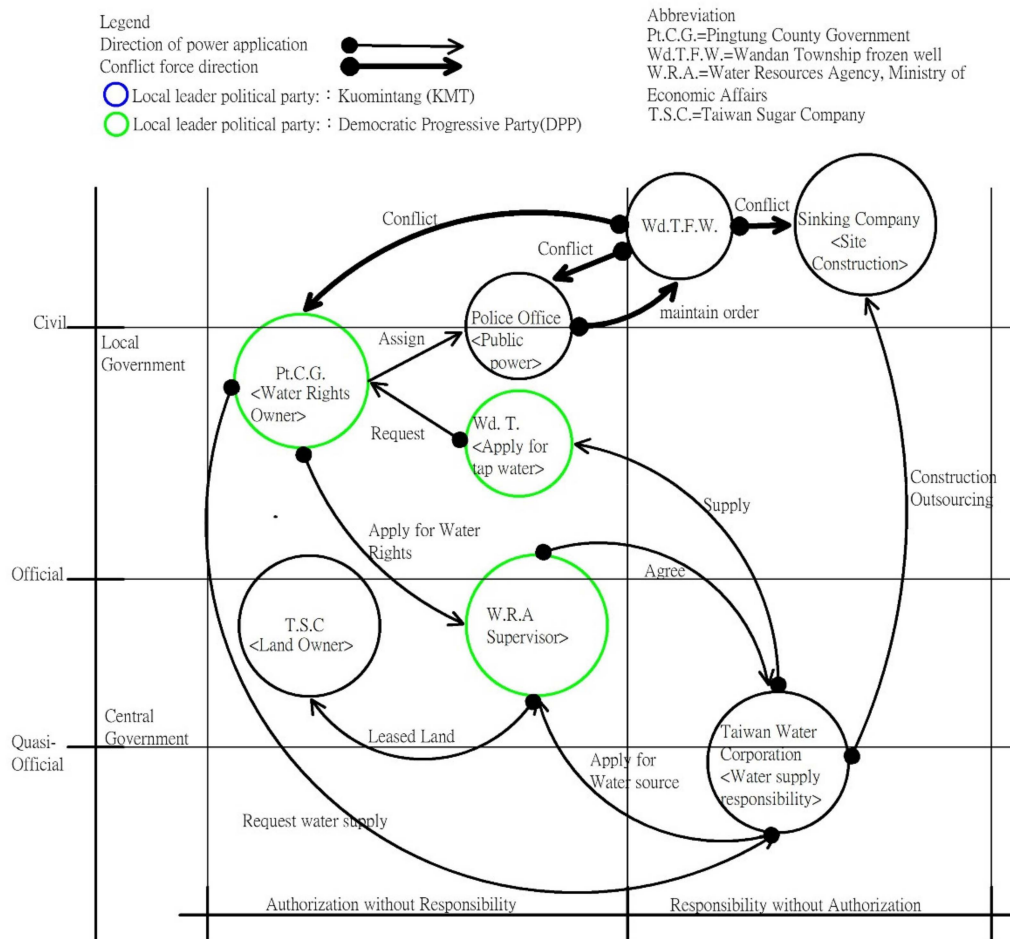 Legend
Direction of power application
Conflict force direction
Local leader political party:：Kuomintang (KMT)
Local leader political party:：Democratic Progressive Party(DPP)
Abbreviation
Pt.C.G.=Pingtung County Government
Wd.T.F.W.=Wandan Township frozen well
W.R.A.=Water Resources Agency, Ministry of
Economic Affairs
T.S.C.=Taiwan Sugar Company
Conflict
Wd.T.F.W.
Conflict
Sinking Company
<Site
Construction>
Conflict
maintain order
Civil
Local
Government
Assign
Police Office
<Public
power>
Pt.C.G.
<Water Rights
Owner>
Request
Wd. T.
<Apply for
tap water>
Supply
Construction
Outsourcing
Apply for Water
Rights
Official
Agree
T.S.C
<Land Owner>
W.R.A
Supervisor>
Central
Government
Quasi-
Official
Leased Land
Apply for
Water source
Taiwan Water
Corporation
<Water supply
responsibility>
Request water supply
Authorization without Responsibility
Responsibility without Authorization